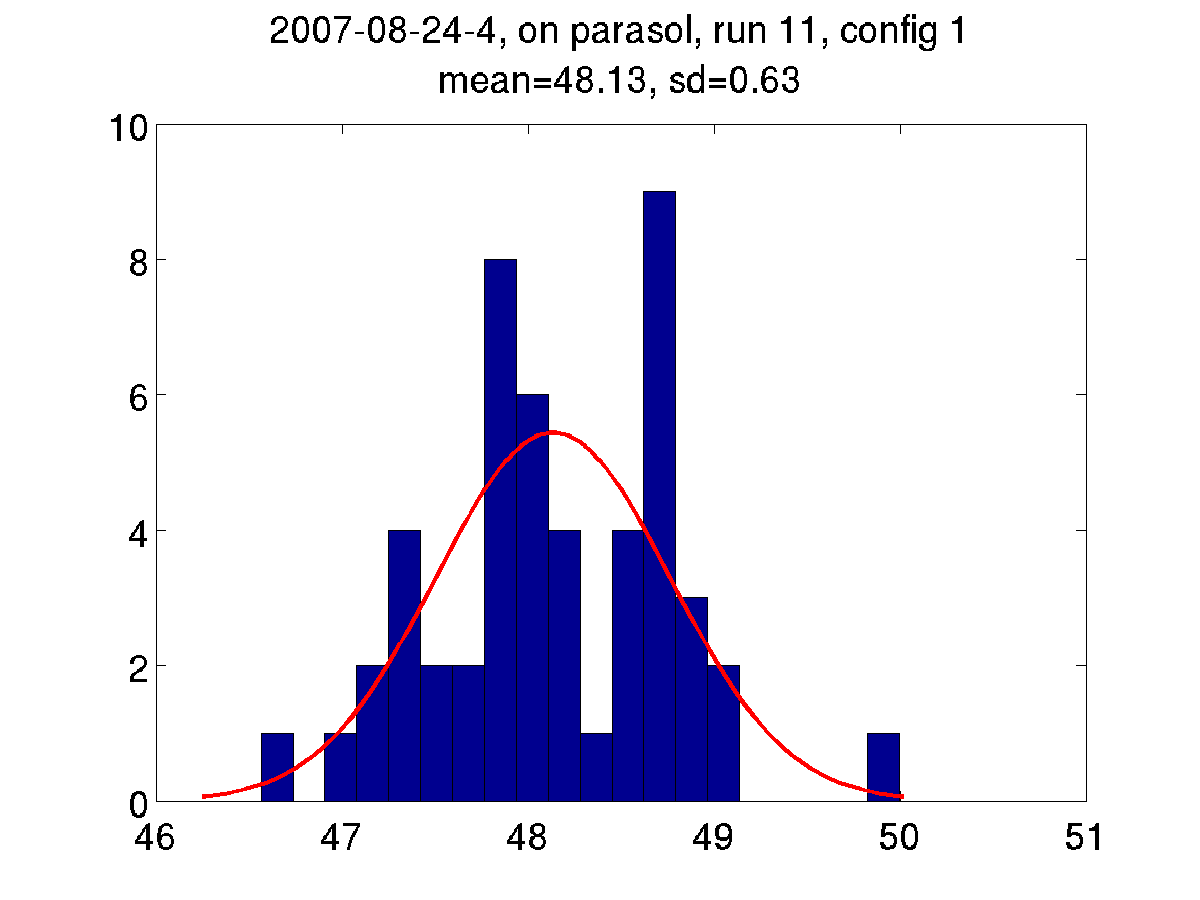 2007-08-24-4, on parasol, run 11, config 1
mean=48.13, sd=0.63
10
8
6
4
2
0
46 47 48 49 50 51